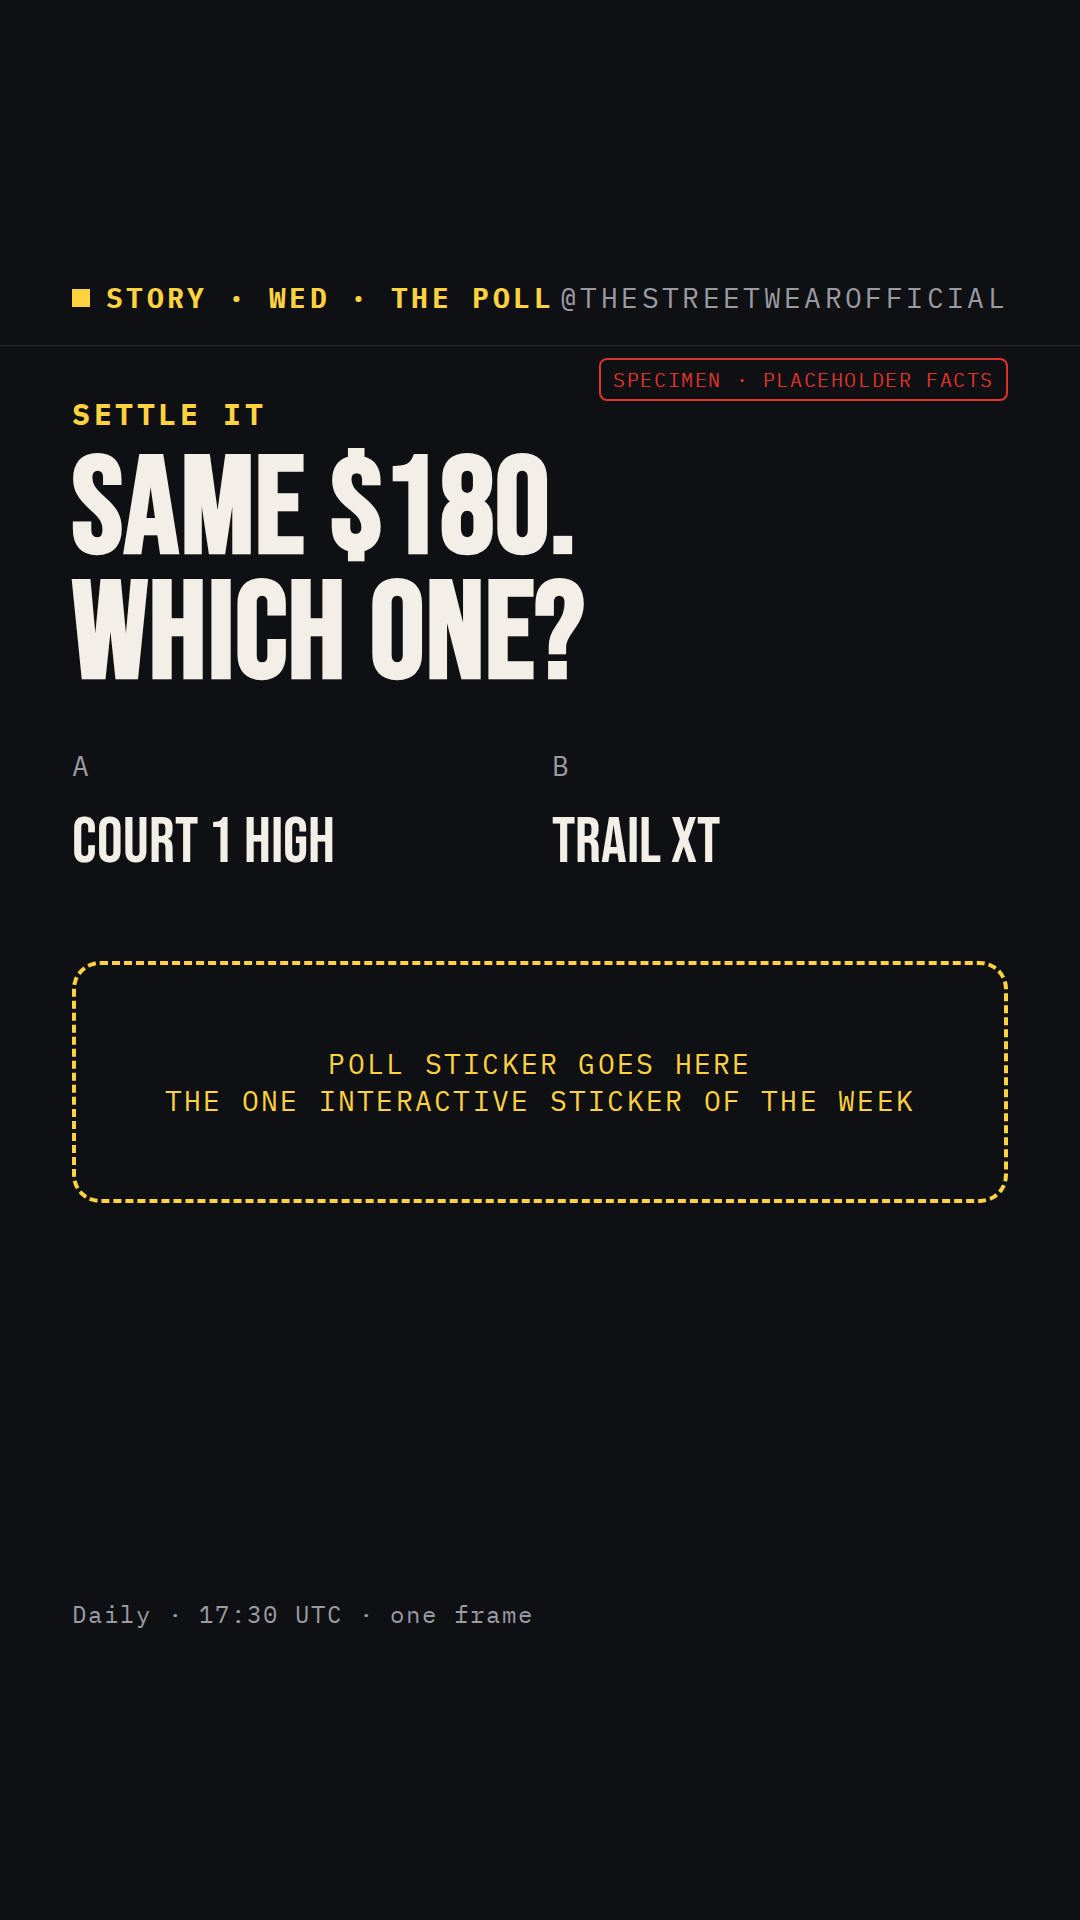 STORY · WED · THE POLL @THESTREETWEAROFFICIAL
SPECIMEN · PLACEHOLDER FACTS
SETTLE IT
SAME $180.
WHICH ONE?
A B
COURT 1 HIGH TRAIL XT
POLL STICKER GOES HERE
THE ONE INTERACTIVE STICKER OF THE WEEK
Daily · 17:30 UTC · one frame